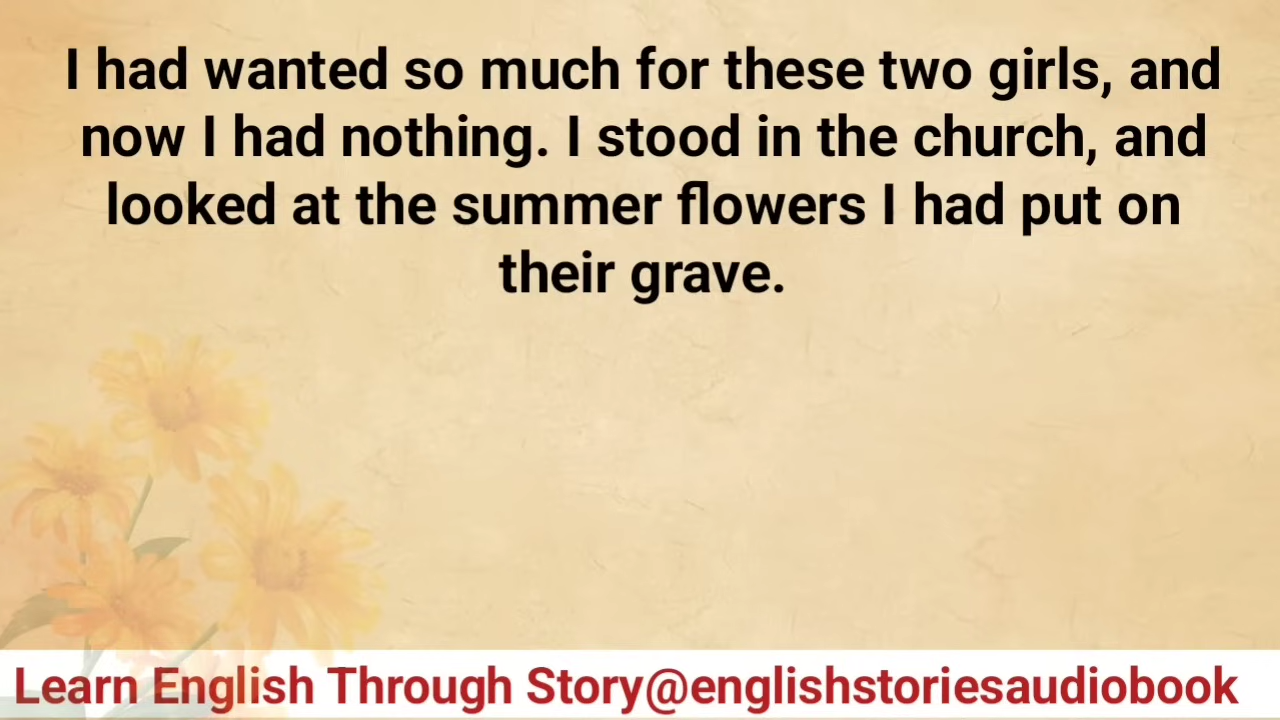 I had wanted so much for these two girls, and
now I had nothing. I stood in the church, and
looked at the summer flowers I had put on
their grave.
Learn English Through Story@englishstoriesaudiobook